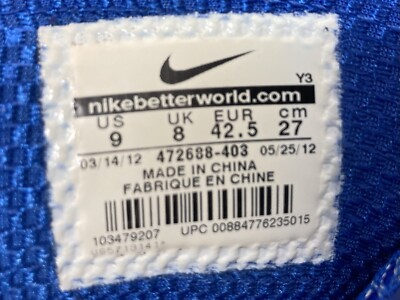 Y3
nikebetterworld.com
US UK EUR cm
9 8 42.5 27
03/14/12 472688-403 05/25/12
MADE IN CHINA
FABRIQUE EN CHINE
103479207 UPC 00884776235015